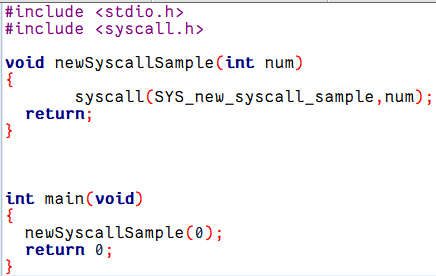 #include <stdio.h>
#include <syscall.h>
void newSyscallSample(int num)
{
syscall(SYS_new_syscall_sample,num);
return;
}
int main(void)
{
newSyscallSample(0);
return 0;
}